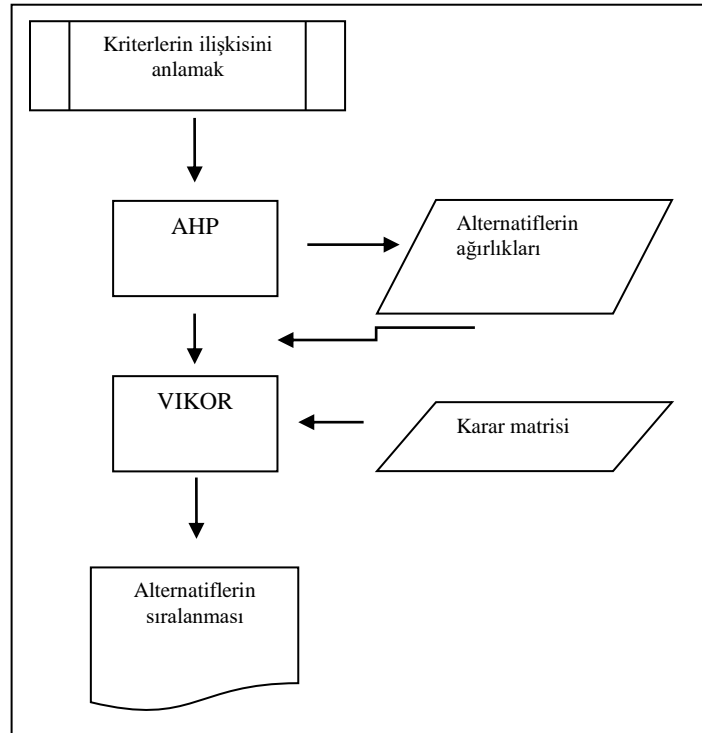 Kriterlerin ilişkisini
anlamak
AHP
Alternatiflerin
ağırlıkları
VIKOR
Karar matrisi
Alternatiflerin
sıralanması